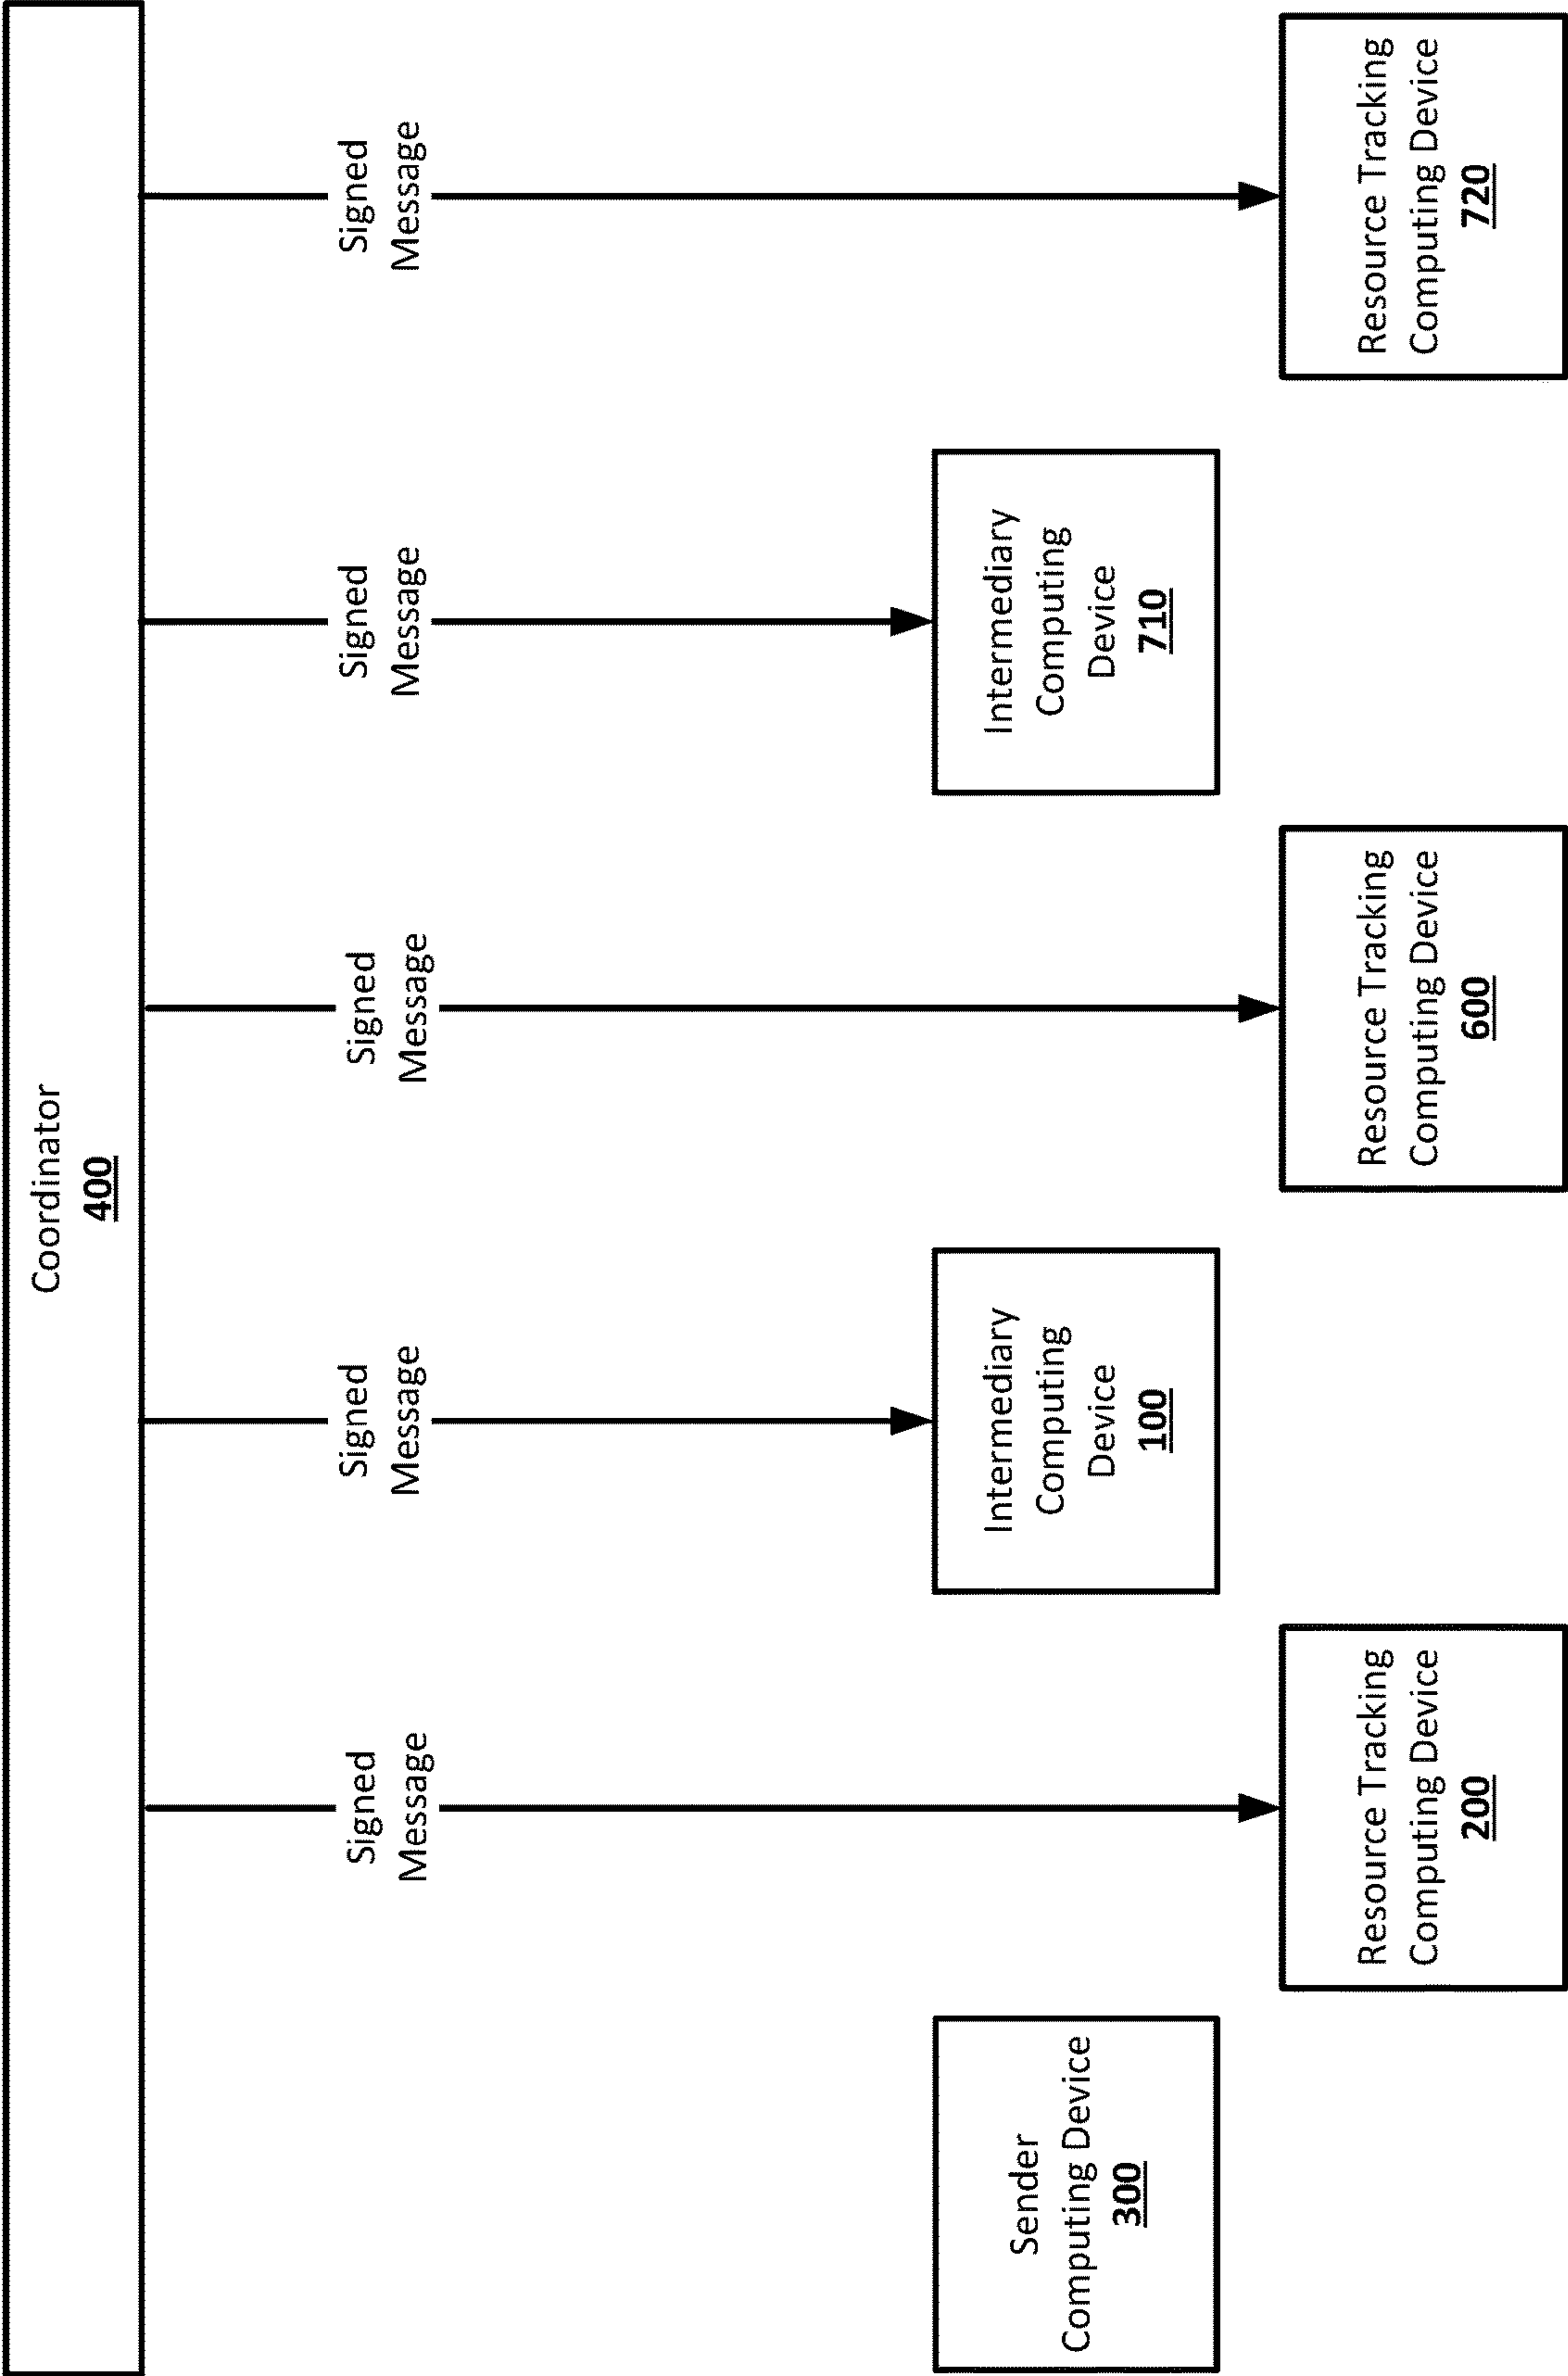 Coordinator
400
Signed
Message
Signed
Message
Signed
Message
Signed
Message
Signed
Message
Sender
Computing Device
300
Intermediary
Computing
Device
100
Intermediary
Computing
Device
710
Resource Tracking
Computing Device
200
Resource Tracking
Computing Device
600
Resource Tracking
Computing Device
720